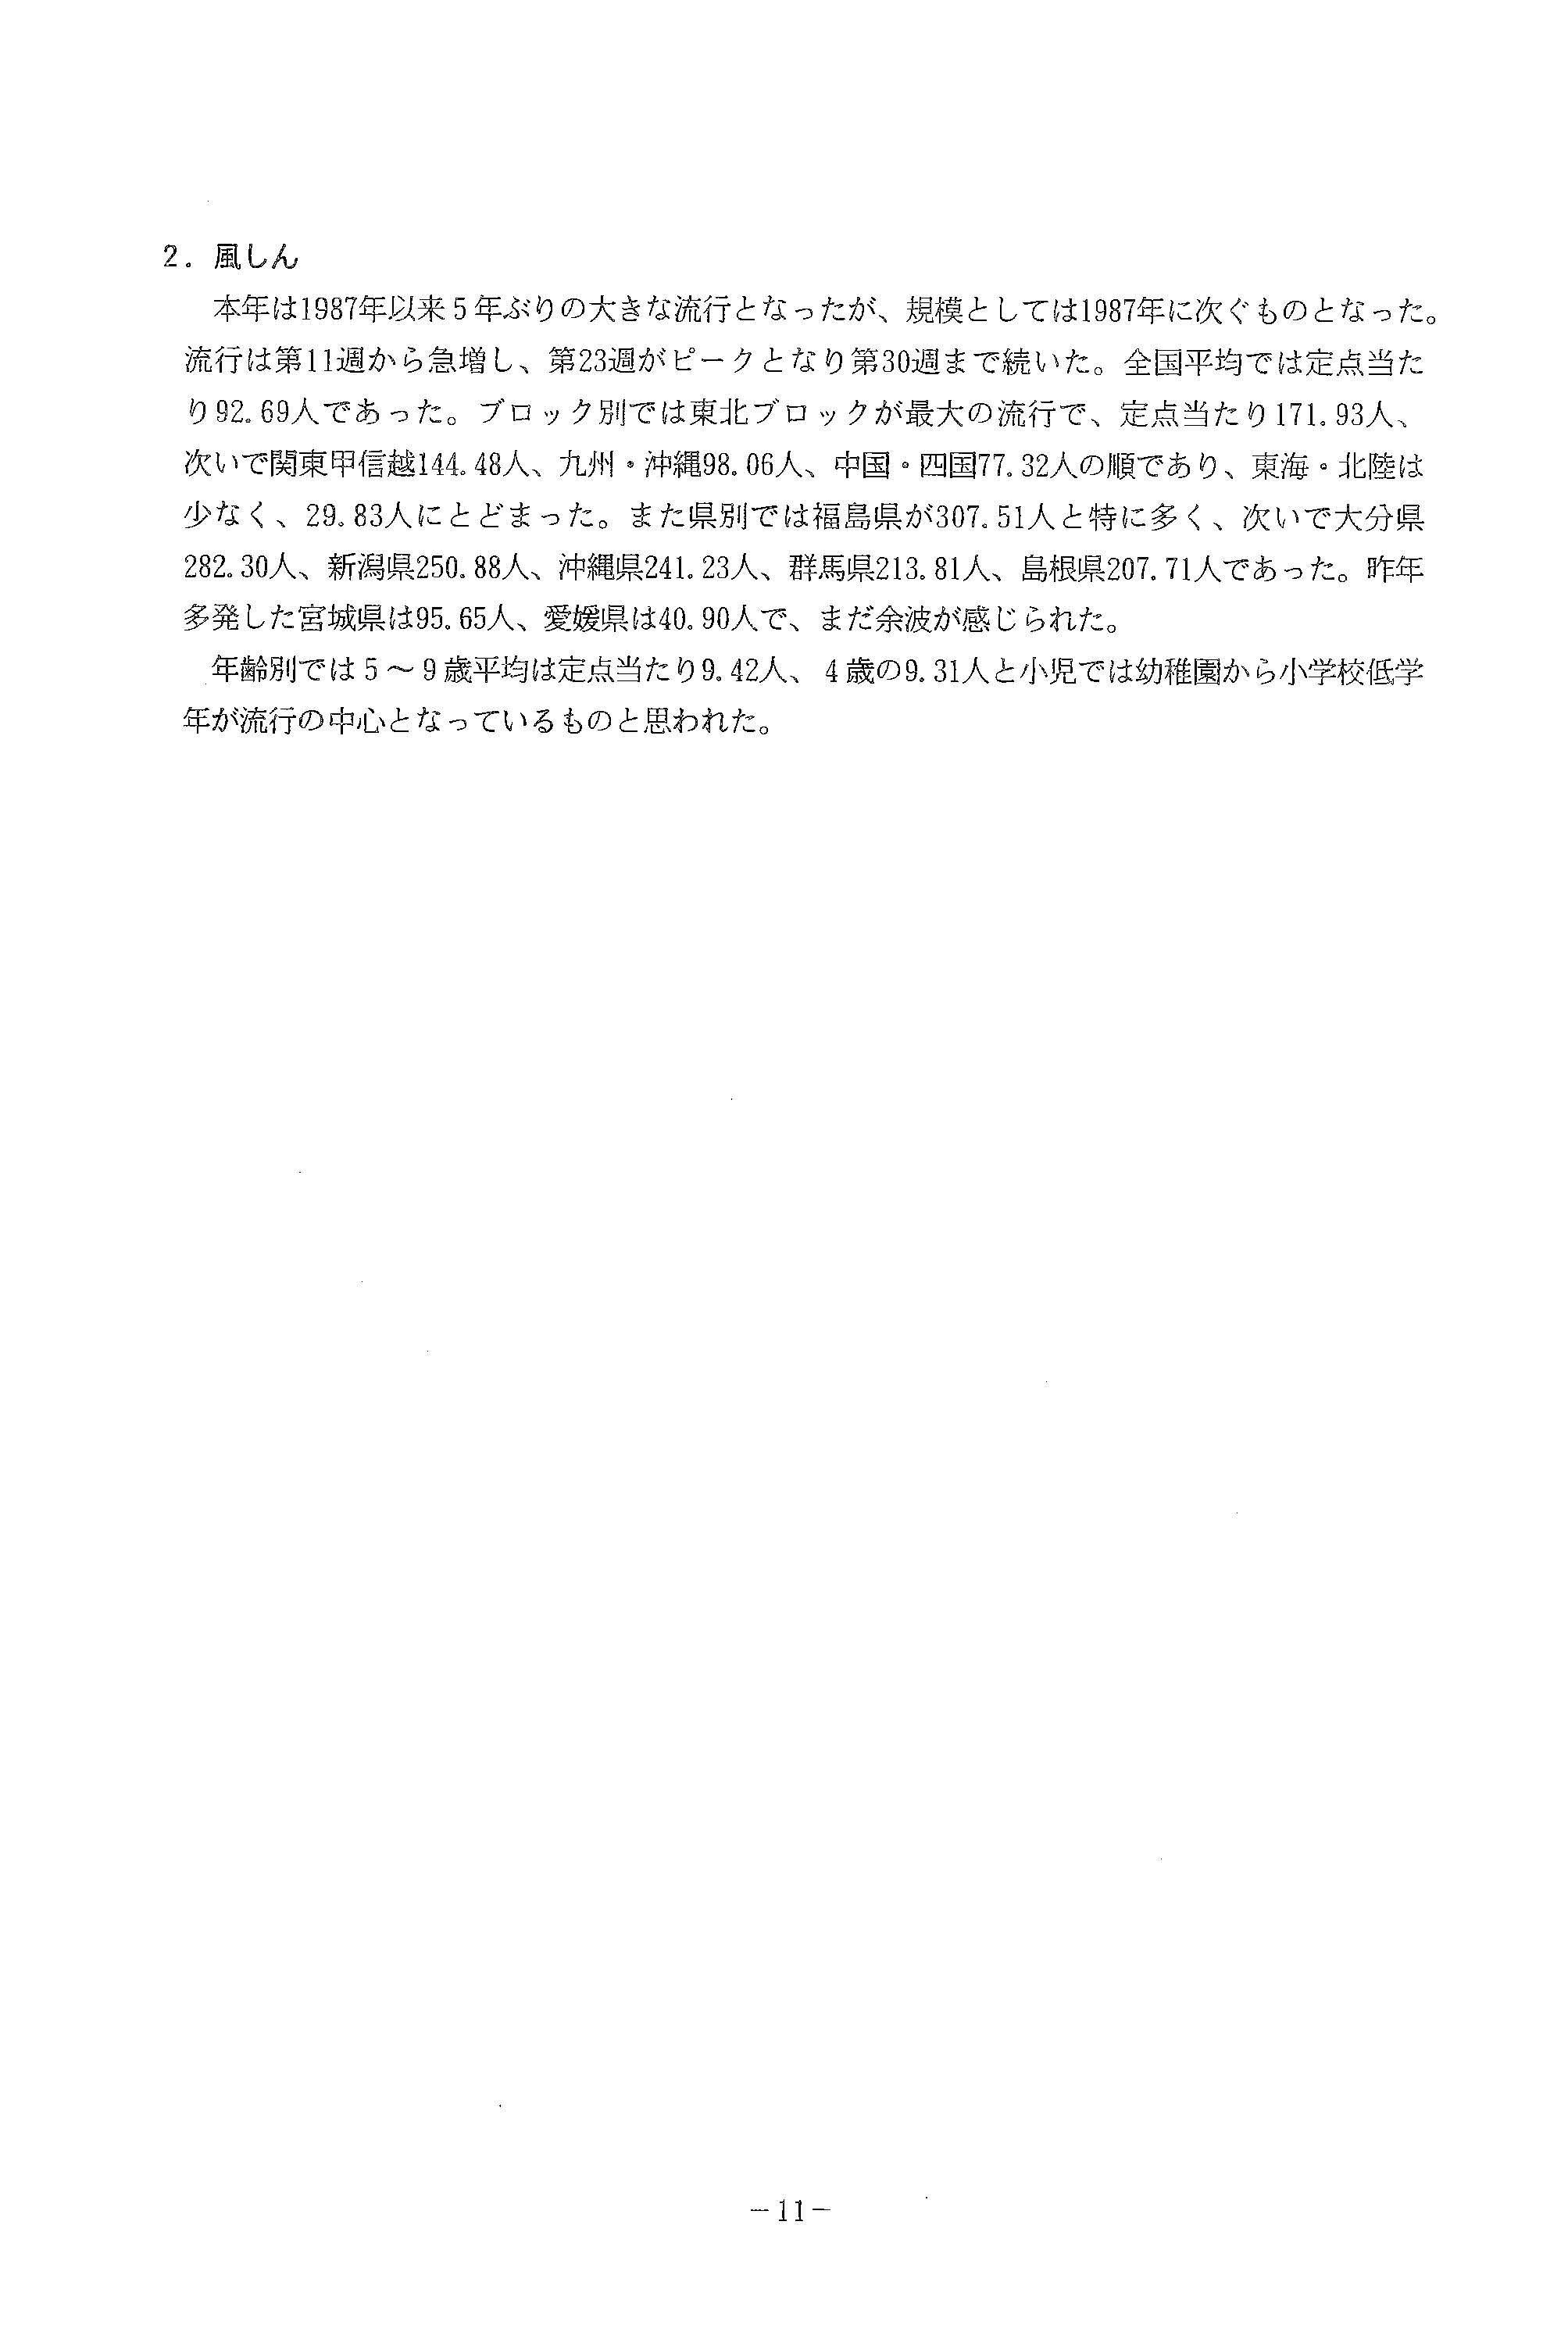 2．風しん
本年は1987年以来5年ぶりの大きな流行となったが、規模としては1987年に次ぐものとなった。
流行は第11週から急増し、第23週がピークとなり第30週まで続いた。全国平均では定点当た
り92.69人であった。ブロック別では東北ブロックが最大の流行で、定点当たり171.93人、
次いで関東甲信越144.48人、九州・沖縄98.06人、中国・四国77.32人の順であり、東海・北陸は
少なく、29.83人にとどまった。また県別では福島県が307.51人と特に多く、次いで大分県
282.30人、新潟県250.88人、沖縄県241.23人、群馬県213.81人、島根県207.71人であった。昨年
多発した宮城県は95.65人、愛媛県は40.90人で、まだ余波が感じられた。
年齢別では5～9歳平均は定点当たり9.42人、4歳の9.31人と小児では幼稚園から小学校低学
年が流行の中心となっているものと思われた。
－11－